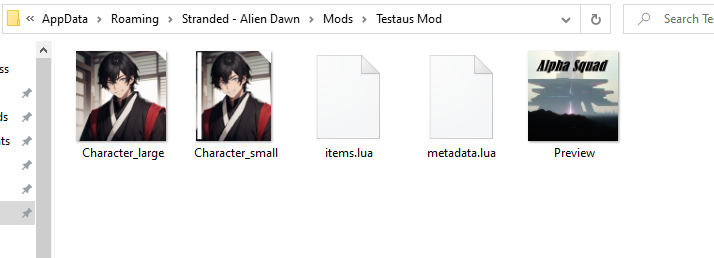 « AppData > Roaming > Stranded - Alien Dawn > Mods > Testaus Mod
Search Te
ss
ds
ts
Alpha Squad
Character_large
Character_small
items.lua
metadata.lua
Preview